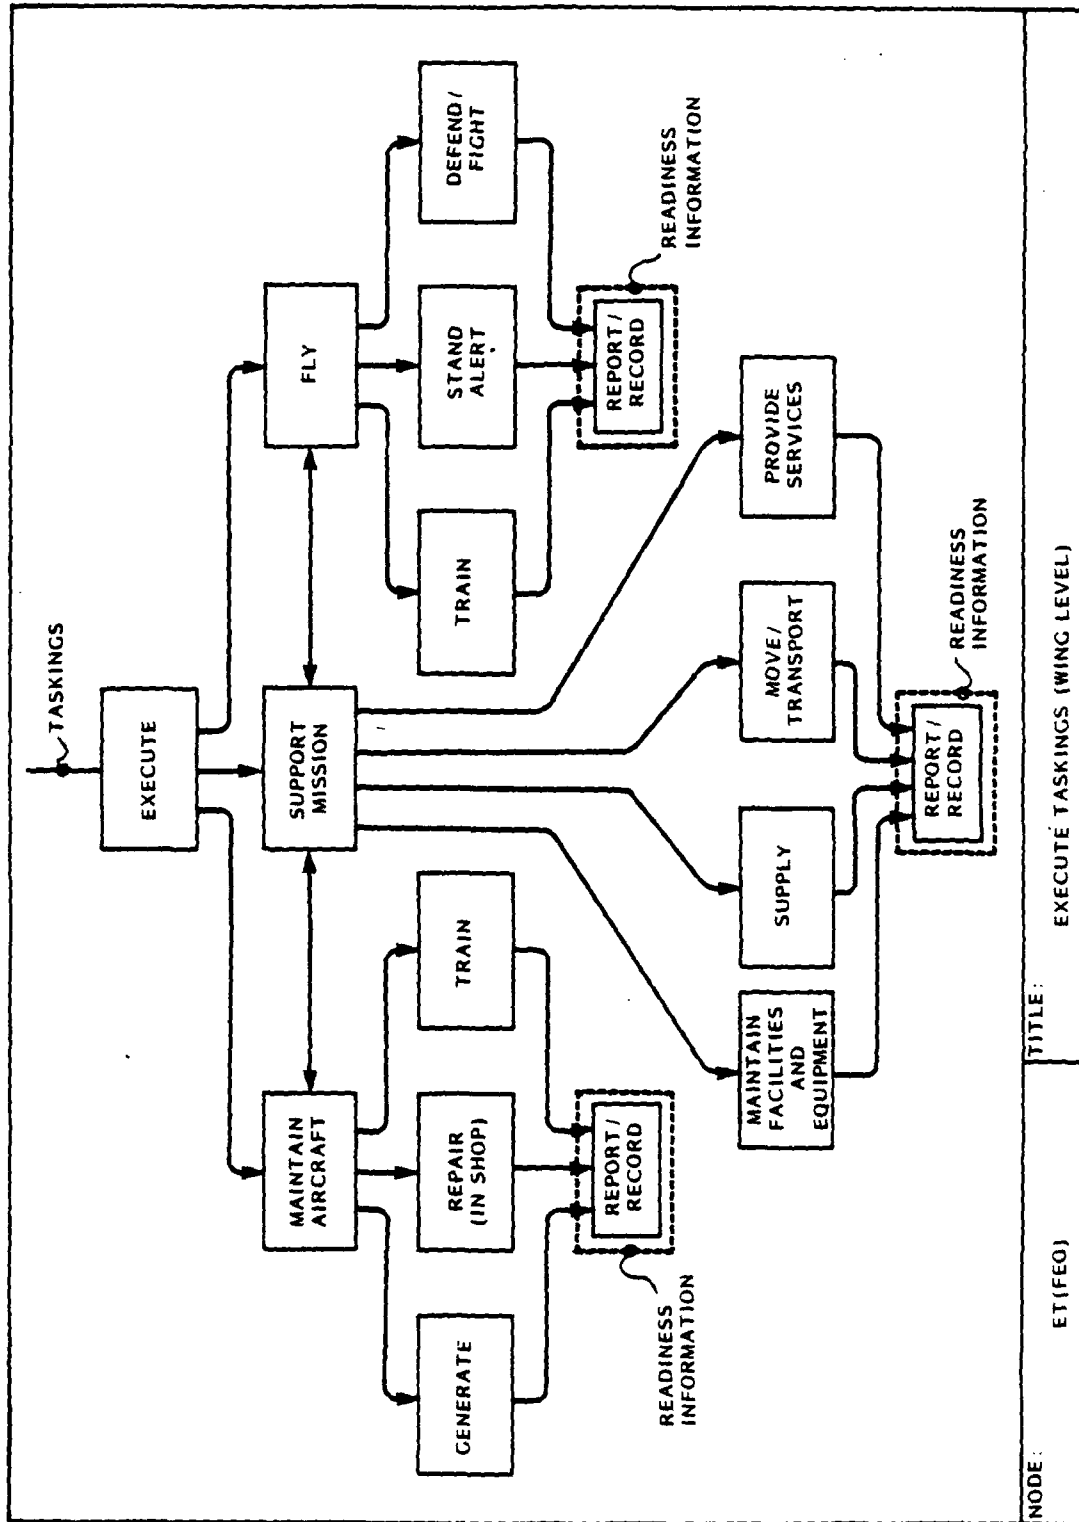 TASKINGS
EXECUTE
MAINTAIN
AIRCRAFT
SUPPORT
MISSION
FLY
GENERATE
REPAIR
(IN SHOP)
TRAIN
TRAIN
STAND
ALERT
DEFEND/
FIGHT
REPORT/
RECORD
READINESS
INFORMATION
REPORT/
RECORD
READINESS
INFORMATION
MAINTAIN
FACILITIES
AND
EQUIPMENT
SUPPLY
MOVE/
TRANSPORT
PROVIDE
SERVICES
REPORT/
RECORD
READINESS
INFORMATION
NODE:
ET(FEO)
TITLE:
EXECUTE TASKINGS (WING LEVEL)